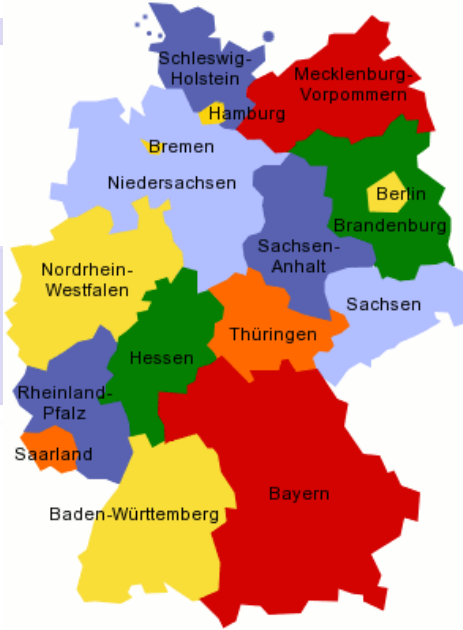 Schleswig-
Holstein
Mecklenburg-
Vorpommern
Hamburg
Bremen
Niedersachsen
Berlin
Brandenburg
Sachsen-
Anhalt
Nordrhein-
Westfalen
Sachsen
Thüringen
Hessen
Rheinland-
Pfalz
Saarland
Bayern
Baden-Württemberg